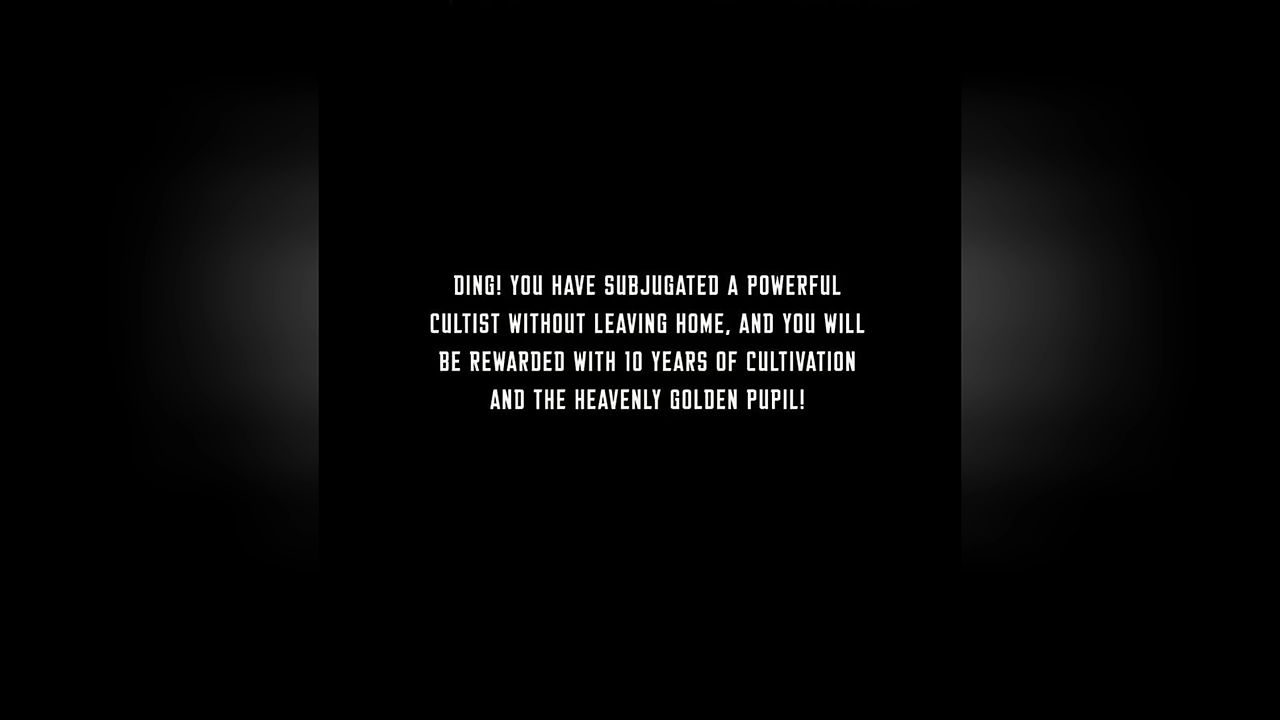 DING! YOU HAVE SUBJUGATED A POWERFUL
CULTIST WITHOUT LEAVING HOME, AND YOU WILL
BE REWARDED WITH 10 YEARS OF CULTIVATION
AND THE HEAVENLY GOLDEN PUPIL!